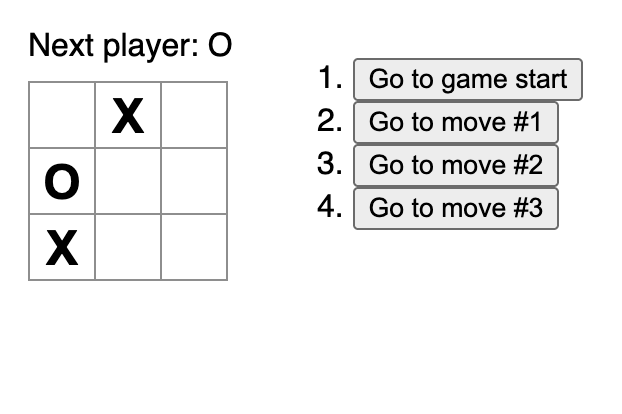 Next player: O
X
O
X
1. Go to game start
2. Go to move #1
3. Go to move #2
4. Go to move #3